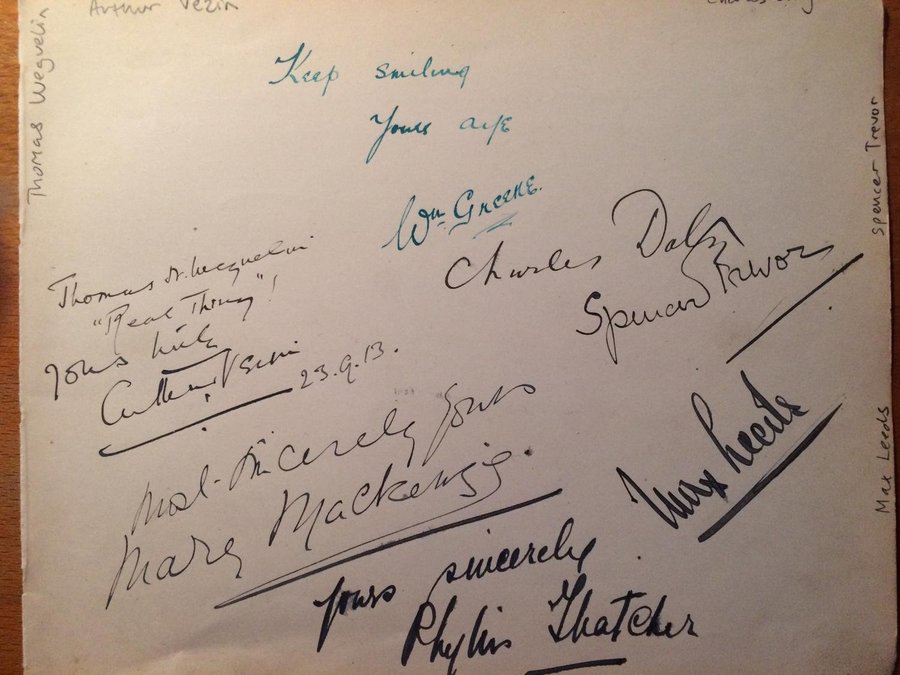 Arthur Vezin
Thomas Weguelin
Keep smiling
Yours aye
Wm GREENE.
Charles Daly
Spencer Trevor
Spencer Trevor
Thomas N. Weguelin
"Real Thing"!
Yours truly
Arthur Vezin
23.9.13.
Most Sincerely Yours
Mary Mackenzie.
Max Leeds
Max Leeds
Yours sincerely
Phyllis Thatcher